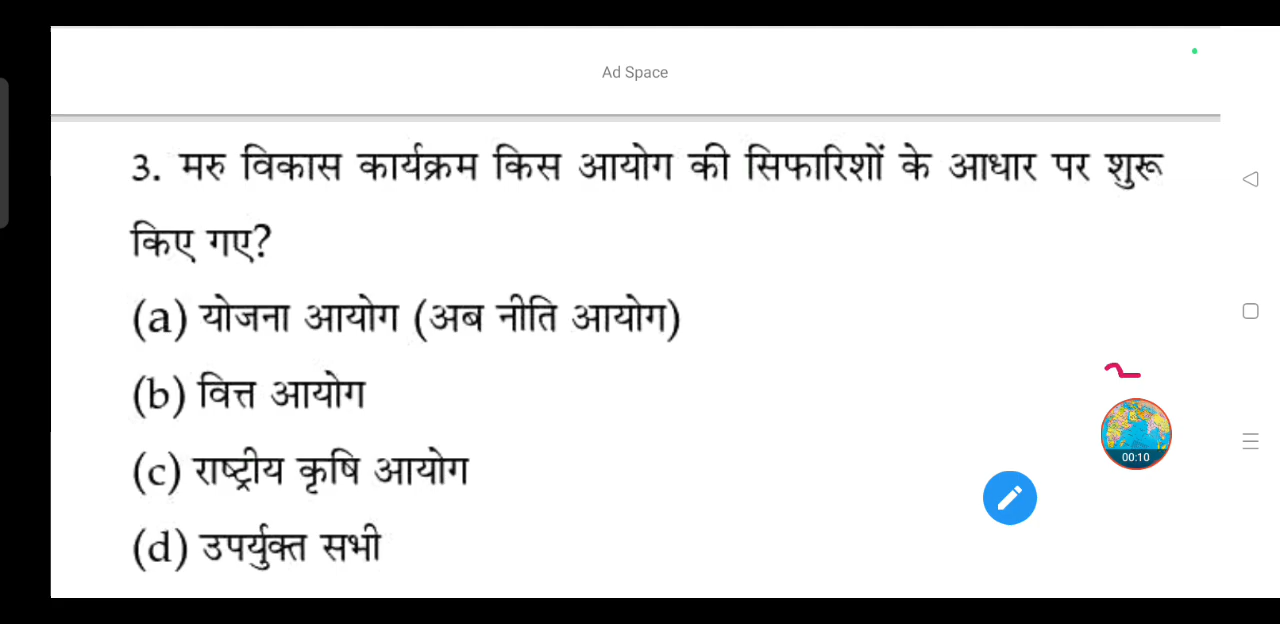 Ad Space
3. मरु विकास कार्यक्रम किस आयोग की सिफारिशों के आधार पर शुरू
किए गए?
(a) योजना आयोग (अब नीति आयोग)
(b) वित्त आयोग
(c) राष्ट्रीय कृषि आयोग
(d) उपर्युक्त सभी
00:10